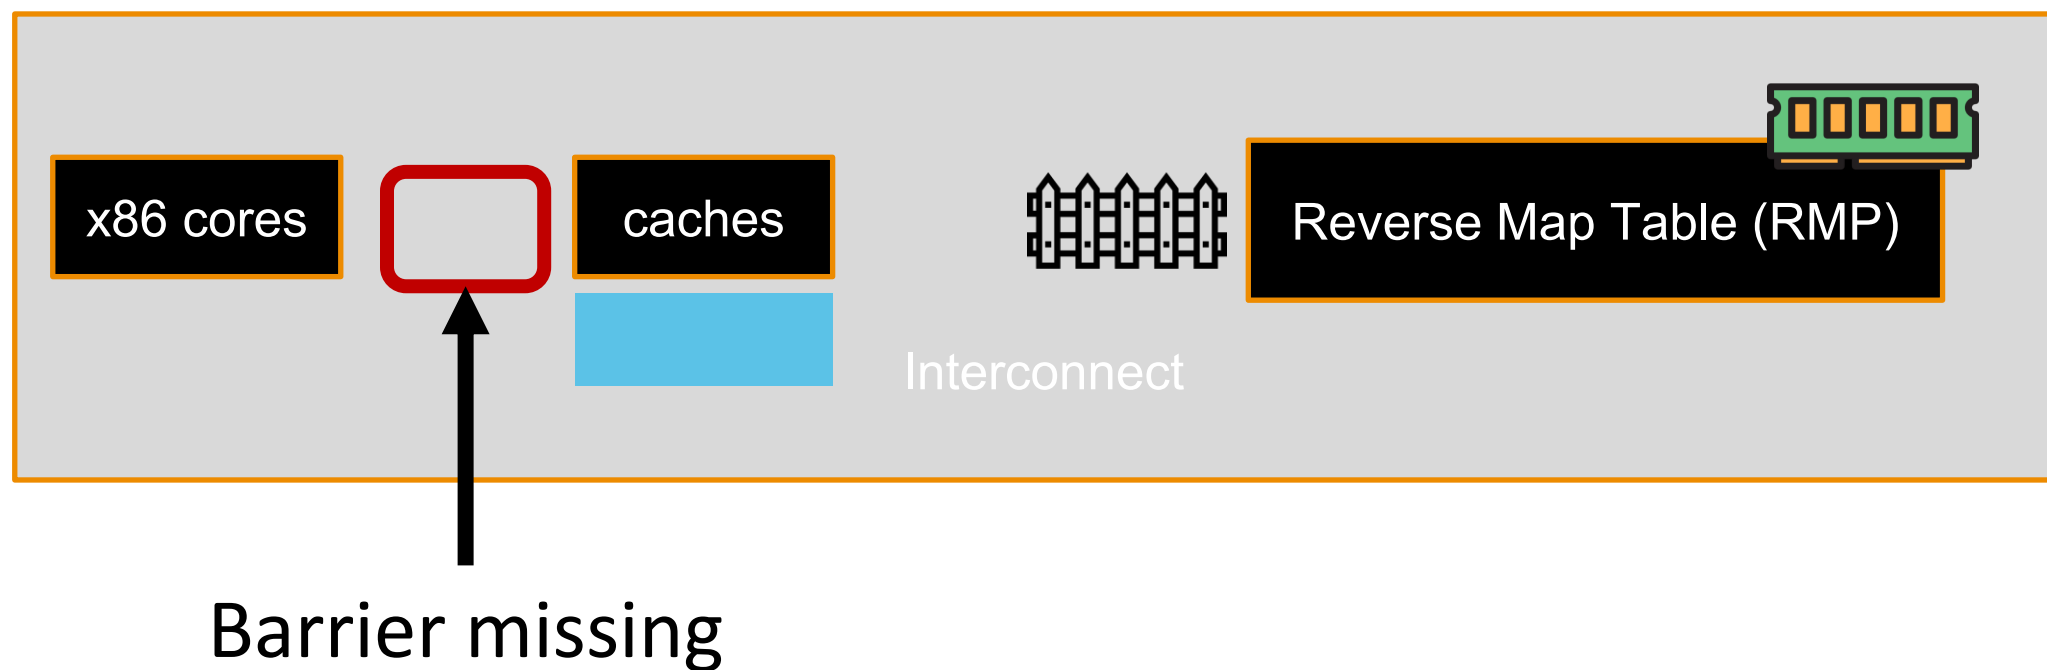 x86 cores
caches
Reverse Map Table (RMP)
Interconnect
Barrier missing